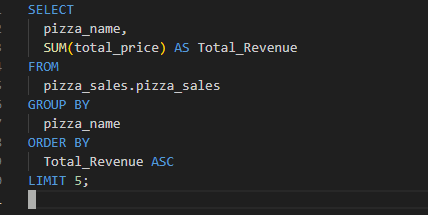 SELECT
pizza_name,
SUM(total_price) AS Total_Revenue
FROM
pizza_sales.pizza_sales
GROUP BY
pizza_name
ORDER BY
Total_Revenue ASC
LIMIT 5;